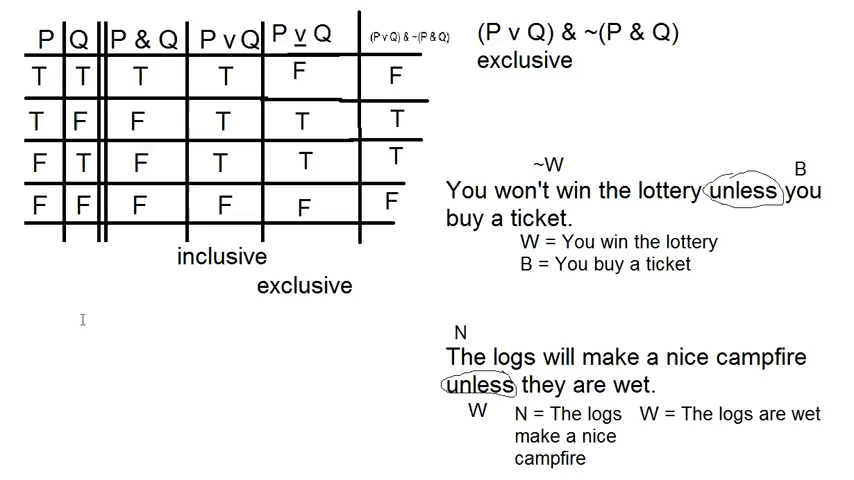 P Q P & Q P v Q P v Q (P v Q) & ~(P & Q)
T T T T F F
T F F T T T
F T F T T T
F F F F F F
inclusive
exclusive
(P v Q) & ~(P & Q)
exclusive
~W B
You won't win the lottery unless you
buy a ticket.
W = You win the lottery
B = You buy a ticket
N
The logs will make a nice campfire
unless they are wet.
W
N = The logs W = The logs are wet
make a nice
campfire